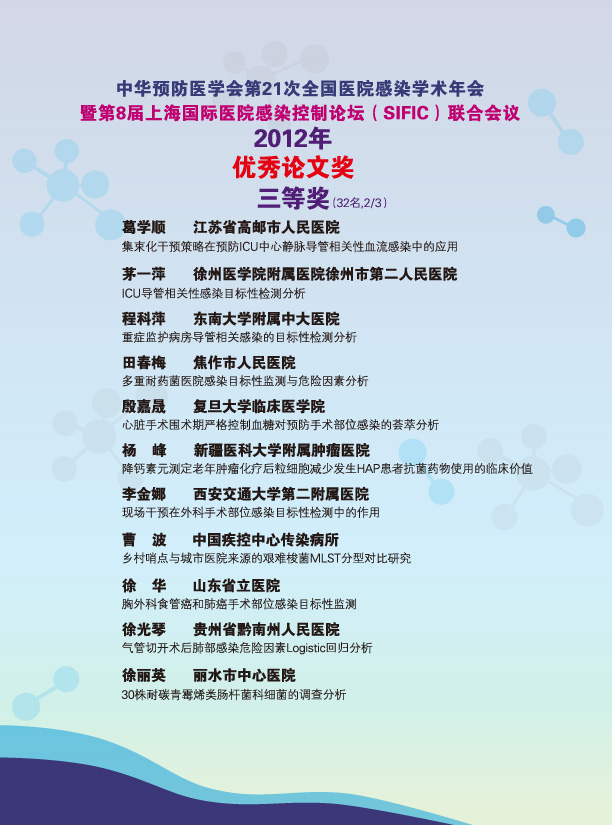 中华预防医学会第21次全国医院感染学术年会
暨第8届上海国际医院感染控制论坛（SIFIC）联合会议
2012年
优秀论文奖
三等奖(32名,2/3)
葛学顺 江苏省高邮市人民医院
集束化干预策略在预防ICU中心静脉导管相关性血流感染中的应用
茅一萍 徐州医学院附属医院徐州市第二人民医院
ICU导管相关性感染目标性检测分析
程科萍 东南大学附属中大医院
重症监护病房导管相关感染的目标性检测分析
田春梅 焦作市人民医院
多重耐药菌医院感染目标性监测与危险因素分析
殷嘉晟 复旦大学临床医学院
心脏手术围术期严格控制血糖对预防手术部位感染的荟萃分析
杨 峰 新疆医科大学附属肿瘤医院
降钙素元测定老年肿瘤化疗后粒细胞减少发生HAP患者抗菌药物使用的临床价值
李金娜 西安交通大学第二附属医院
现场干预在外科手术部位感染目标性检测中的作用
曹 波 中国疾控中心传染病所
乡村哨点与城市医院来源的艰难梭菌MLST分型对比研究
徐 华 山东省立医院
胸外科食管癌和肺癌手术部位感染目标性监测
徐光琴 贵州省黔南州人民医院
气管切开术后肺部感染危险因素Logistic回归分析
徐丽英 丽水市中心医院
30株耐碳青霉烯类肠杆菌科细菌的调查分析